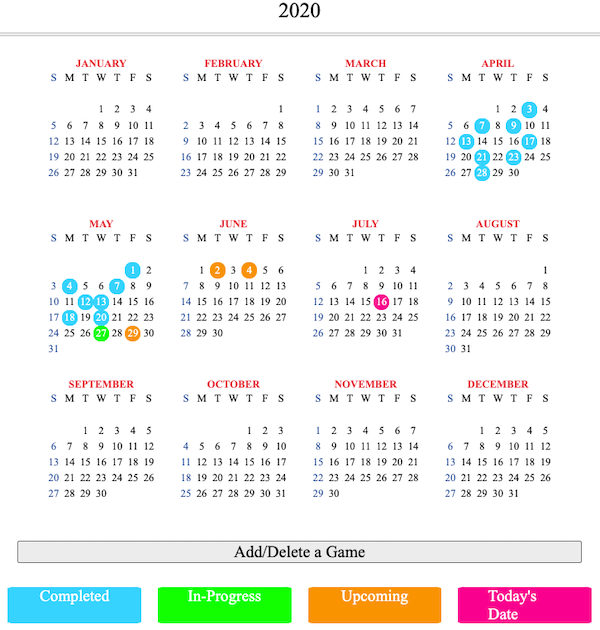 2020
JANUARY
S M T W T F S
1 2 3 4
5 6 7 8 9 10 11
12 13 14 15 16 17 18
19 20 21 22 23 24 25
26 27 28 29 30 31
FEBRUARY
S M T W T F S
1
2 3 4 5 6 7 8
9 10 11 12 13 14 15
16 17 18 19 20 21 22
23 24 25 26 27 28 29
MARCH
S M T W T F S
1 2 3 4 5 6 7
8 9 10 11 12 13 14
15 16 17 18 19 20 21
22 23 24 25 26 27 28
29 30 31
APRIL
S M T W T F S
1 2 3 4
5 6 7 8 9 10 11
12 13 14 15 16 17 18
19 20 21 22 23 24 25
26 27 28 29 30
MAY
S M T W T F S
1 2
3 4 5 6 7 8 9
10 11 12 13 14 15 16
17 18 19 20 21 22 23
24 25 26 27 28 29 30
31
JUNE
S M T W T F S
1 2 3 4 5 6
7 8 9 10 11 12 13
14 15 16 17 18 19 20
21 22 23 24 25 26 27
28 29 30
JULY
S M T W T F S
1 2 3 4
5 6 7 8 9 10 11
12 13 14 15 16 17 18
19 20 21 22 23 24 25
26 27 28 29 30 31
AUGUST
S M T W T F S
1
2 3 4 5 6 7 8
9 10 11 12 13 14 15
16 17 18 19 20 21 22
23 24 25 26 27 28 29
30 31
SEPTEMBER
S M T W T F S
1 2 3 4 5
6 7 8 9 10 11 12
13 14 15 16 17 18 19
20 21 22 23 24 25 26
27 28 29 30
OCTOBER
S M T W T F S
1 2 3
4 5 6 7 8 9 10
11 12 13 14 15 16 17
18 19 20 21 22 23 24
25 26 27 28 29 30 31
NOVEMBER
S M T W T F S
1 2 3 4 5 6 7
8 9 10 11 12 13 14
15 16 17 18 19 20 21
22 23 24 25 26 27 28
29 30
DECEMBER
S M T W T F S
1 2 3 4 5
6 7 8 9 10 11 12
13 14 15 16 17 18 19
20 21 22 23 24 25 26
27 28 29 30 31
Add/Delete a Game
Completed
In-Progress
Upcoming
Today's
Date